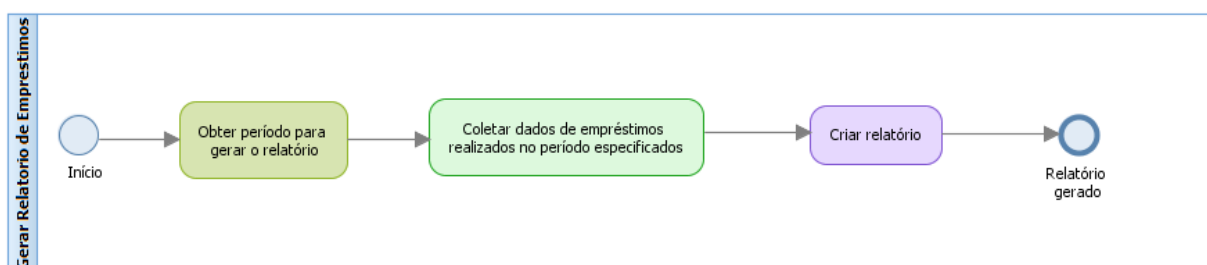 Gerar Relatorio de Emprestimos
Início
Obter período para
gerar o relatório
Coletar dados de empréstimos
realizados no período especificados
Criar relatório
Relatório
gerado